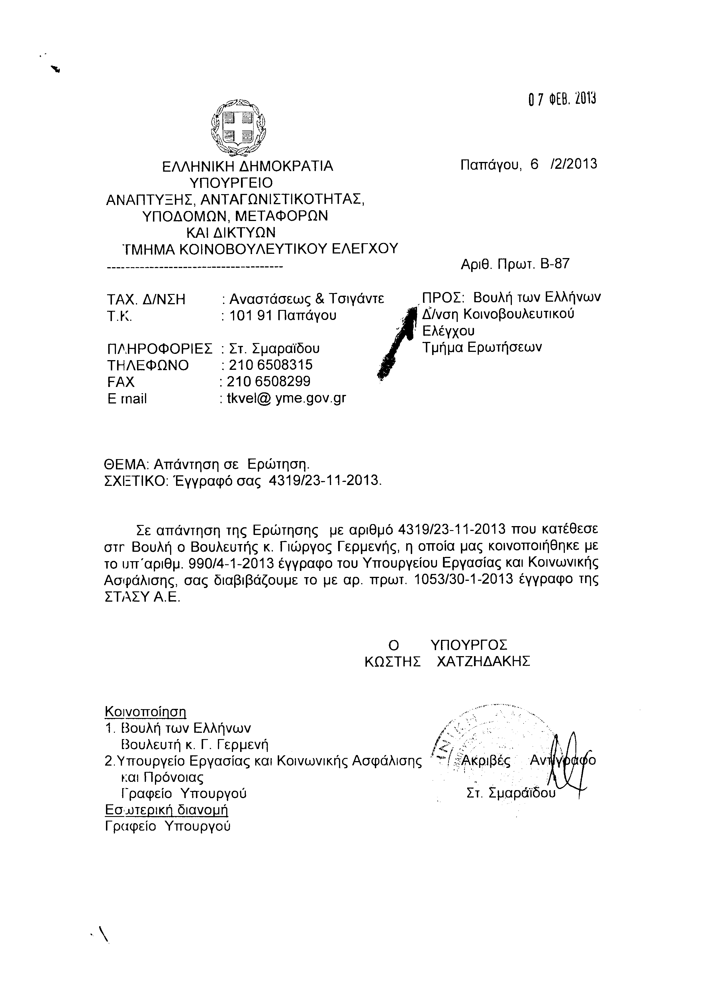 07 ΦΕΒ. 2013
ΕΛΛΗΝΙΚΗ ΔΗΜΟΚΡΑΤΙΑ
ΥΠΟΥΡΓΕΙΟ
ΑΝΑΠΤΥΞΗΣ, ΑΝΤΑΓΩΝΙΣΤΙΚΟΤΗΤΑΣ,
ΥΠΟΔΟΜΩΝ, ΜΕΤΑΦΟΡΩΝ
ΚΑΙ ΔΙΚΤΥΩΝ
ΤΜΗΜΑ ΚΟΙΝΟΒΟΥΛΕΥΤΙΚΟΥ ΕΛΕΓΧΟΥ
--------------------------------------
Παπάγου, 6 /2/2013
Αριθ. Πρωτ. Β-87
ΤΑΧ. Δ/ΝΣΗ : Αναστάσεως & Τσιγάντε
Τ.Κ. : 101 91 Παπάγου
ΠΛΗΡΟΦΟΡΙΕΣ : Στ. Σμαραϊδου
ΤΗΛΕΦΩΝΟ : 210 6508315
FAX : 210 6508299
E mail : tkvel@ yme.gov.gr
ΠΡΟΣ: Βουλή των Ελλήνων
Δ/νση Κοινοβουλευτικού
Ελέγχου
Τμήμα Ερωτήσεων
ΘΕΜΑ: Απάντηση σε Ερώτηση.
ΣΧΕΤΙΚΟ: Έγγραφό σας 4319/23-11-2013.
Σε απάντηση της Ερώτησης με αριθμό 4319/23-11-2013 που κατέθεσε
στη Βουλή ο Βουλευτής κ. Γιώργος Γερμενής, η οποία μας κοινοποιήθηκε με
το υπ΄αριθμ. 990/4-1-2013 έγγραφο του Υπουργείου Εργασίας και Κοινωνικής
Ασφάλισης, σας διαβιβάζουμε το με αρ. πρωτ. 1053/30-1-2013 έγγραφο της
ΣΤΑΣΥ Α.Ε.
Ο ΥΠΟΥΡΓΟΣ
ΚΩΣΤΗΣ ΧΑΤΖΗΔΑΚΗΣ
Κοινοποίηση
1. Βουλή των Ελλήνων
Βουλευτή κ. Γ. Γερμενή
2.Υπουργείο Εργασίας και Κοινωνικής Ασφάλισης
και Πρόνοιας
Γραφείο Υπουργού
Εσωτερική διανομή
Γραφείο Υπουργού
Ακριβές Αντίγραφο
Στ. Σμαράϊδου